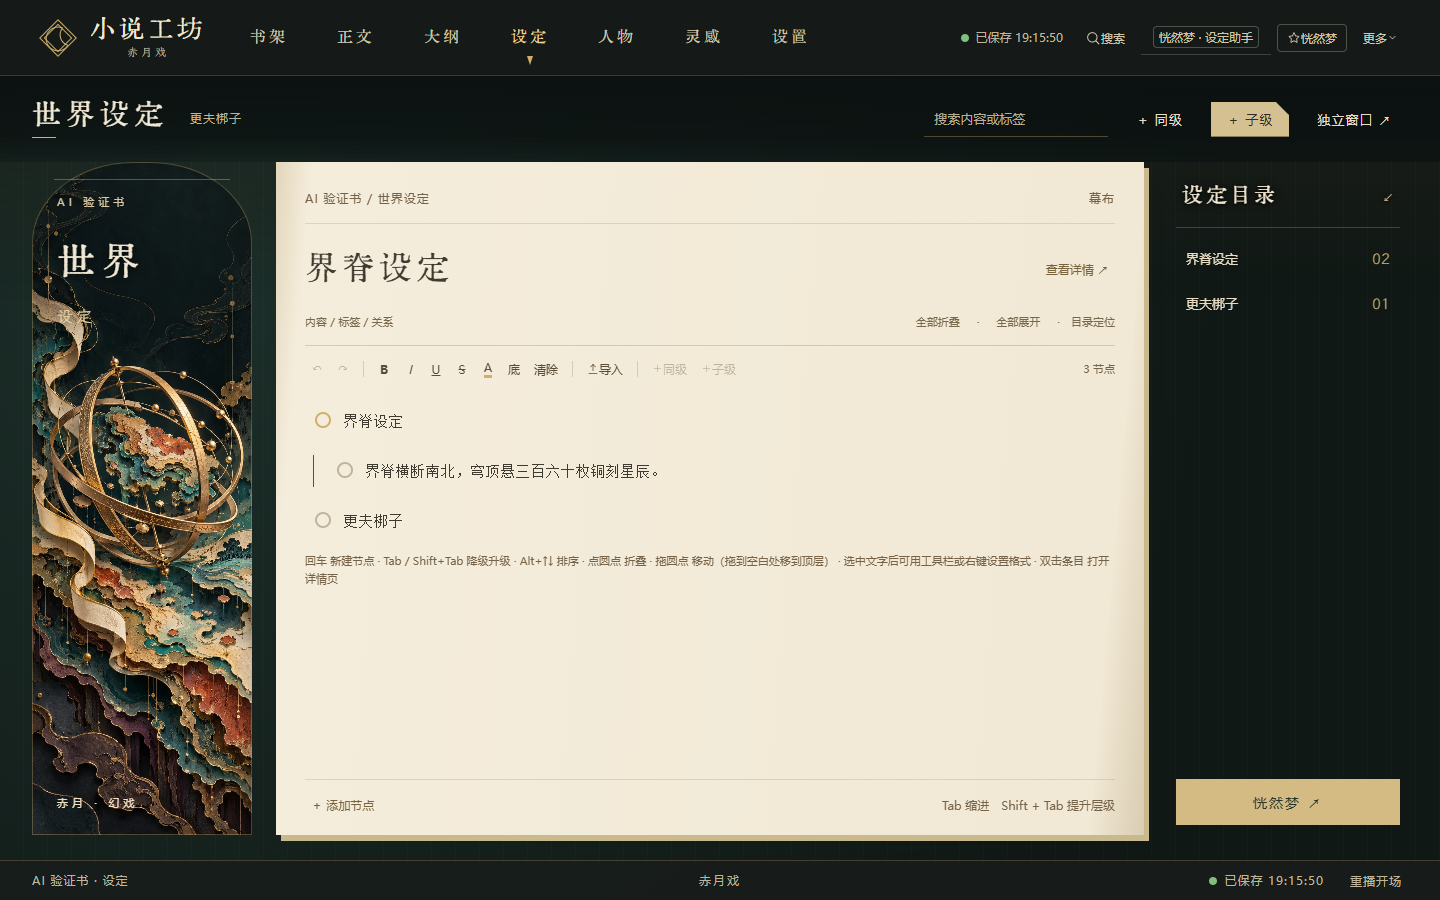 小说工坊
赤月戏
书架 正文 大纲 设定 人物 灵感 设置
已保存 19:15:50 搜索 恍然梦 · 设定助手 恍然梦 更多
世界设定 更夫梆子
搜索内容或标签 + 同级 + 子级 独立窗口 ↗
AI 验证书
世界
设定
赤月 · 幻戏
AI 验证书 / 世界设定 幕布
界脊设定 查看详情 ↗
内容 / 标签 / 关系 全部折叠 · 全部展开 · 目录定位
B I U S A 底 清除 导入 +同级 +子级 3 节点
界脊设定
界脊横断南北，穹顶悬三百六十枚铜刻星辰。
更夫梆子
回车 新建节点 · Tab / Shift+Tab 降级升级 · Alt+↑↓ 排序 · 点圆点 折叠 · 拖圆点 移动（拖到空白处移到顶层） · 选中文字后可用工具栏或右键设置格式 · 双击条目 打开
详情页
+ 添加节点 Tab 缩进 Shift + Tab 提升层级
设定目录 ↙
界脊设定 02
更夫梆子 01
恍然梦 ↗
AI 验证书 · 设定 赤月戏 已保存 19:15:50 重播开场